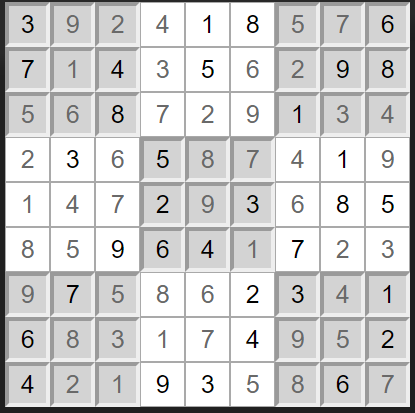 3 9 2 4 1 8 5 7 6
7 1 4 3 5 6 2 9 8
5 6 8 7 2 9 1 3 4
2 3 6 5 8 7 4 1 9
1 4 7 2 9 3 6 8 5
8 5 9 6 4 1 7 2 3
9 7 5 8 6 2 3 4 1
6 8 3 1 7 4 9 5 2
4 2 1 9 3 5 8 6 7